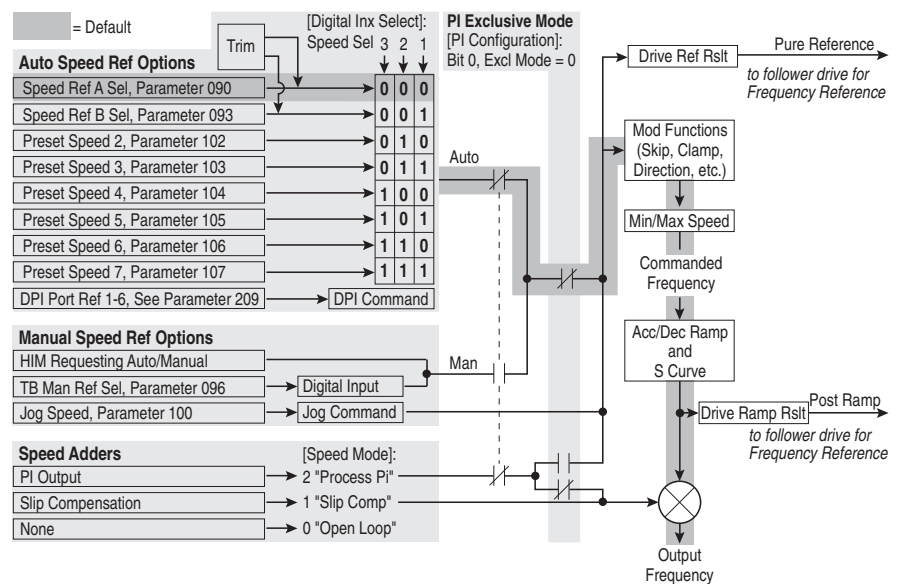 = Default
Trim
[Digital Inx Select]:
Speed Sel 3 2 1
PI Exclusive Mode
[PI Configuration]:
Bit 0, Excl Mode = 0
Auto Speed Ref Options
Speed Ref A Sel, Parameter 090 0 0 0
Speed Ref B Sel, Parameter 093 0 0 1
Preset Speed 2, Parameter 102 0 1 0
Preset Speed 3, Parameter 103 0 1 1
Preset Speed 4, Parameter 104 1 0 0
Preset Speed 5, Parameter 105 1 0 1
Preset Speed 6, Parameter 106 1 1 0
Preset Speed 7, Parameter 107 1 1 1
DPI Port Ref 1-6, See Parameter 209 DPI Command
Auto
Manual Speed Ref Options
HIM Requesting Auto/Manual
TB Man Ref Sel, Parameter 096 Digital Input
Jog Speed, Parameter 100 Jog Command
Man
Speed Adders [Speed Mode]:
PI Output 2 "Process Pi"
Slip Compensation 1 "Slip Comp"
None 0 "Open Loop"
Drive Ref Rslt
Pure Reference
to follower drive for
Frequency Reference
Mod Functions
(Skip, Clamp,
Direction, etc.)
Min/Max Speed
Commanded
Frequency
Acc/Dec Ramp
and
S Curve
Drive Ramp Rslt
Post Ramp
to follower drive for
Frequency Reference
Output
Frequency